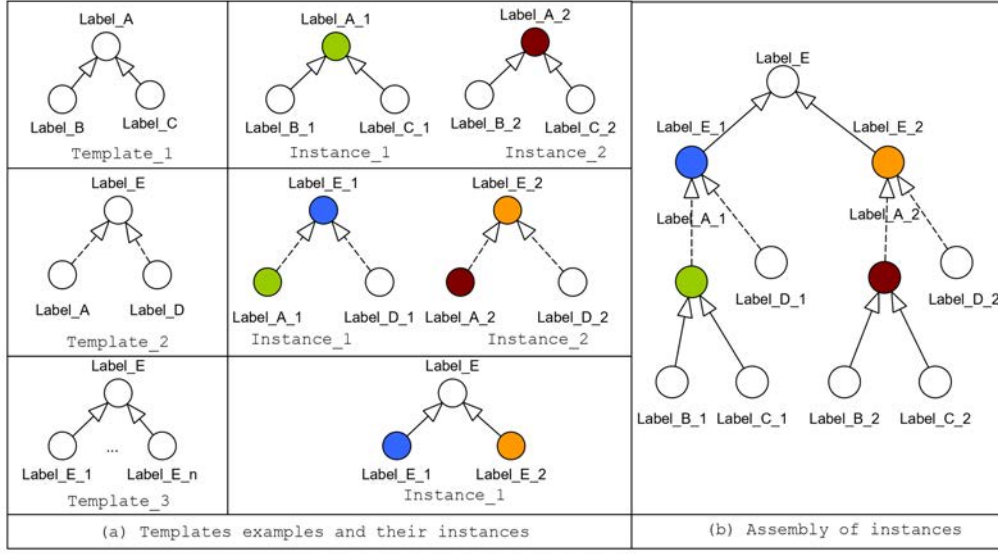 Label_A
Label_B
Label_C
Template_1
Label_A_1
Label_B_1
Label_C_1
Instance_1
Label_A_2
Label_B_2
Label_C_2
Instance_2
Label_E
Label_A
Label_D
Template_2
Label_E_1
Label_A_1
Label_D_1
Instance_1
Label_E_2
Label_A_2
Label_D_2
Instance_2
Label_E
...
Label_E_1
Label_E_n
Template_3
Label_E
Label_E_1
Label_E_2
Instance_1
(a) Templates examples and their instances
Label_E
Label_E_1
Label_E_2
Label_A_1
Label_A_2
Label_D_1
Label_D_2
Label_B_1
Label_C_1
Label_B_2
Label_C_2
(b) Assembly of instances